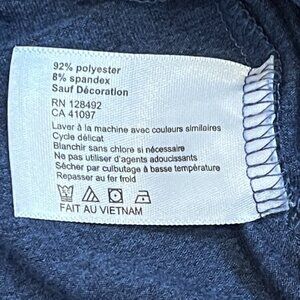 92% polyester
8% spandex
Sauf Décoration
RN 128492
CA 41097
Laver à la machine avec couleurs similaires
Cycle délicat
Blanchir sans chlore si nécessaire
Ne pas utiliser d'agents adoucissants
Sécher par culbutage à basse température
Repasser au fer froid
FAIT AU VIETNAM